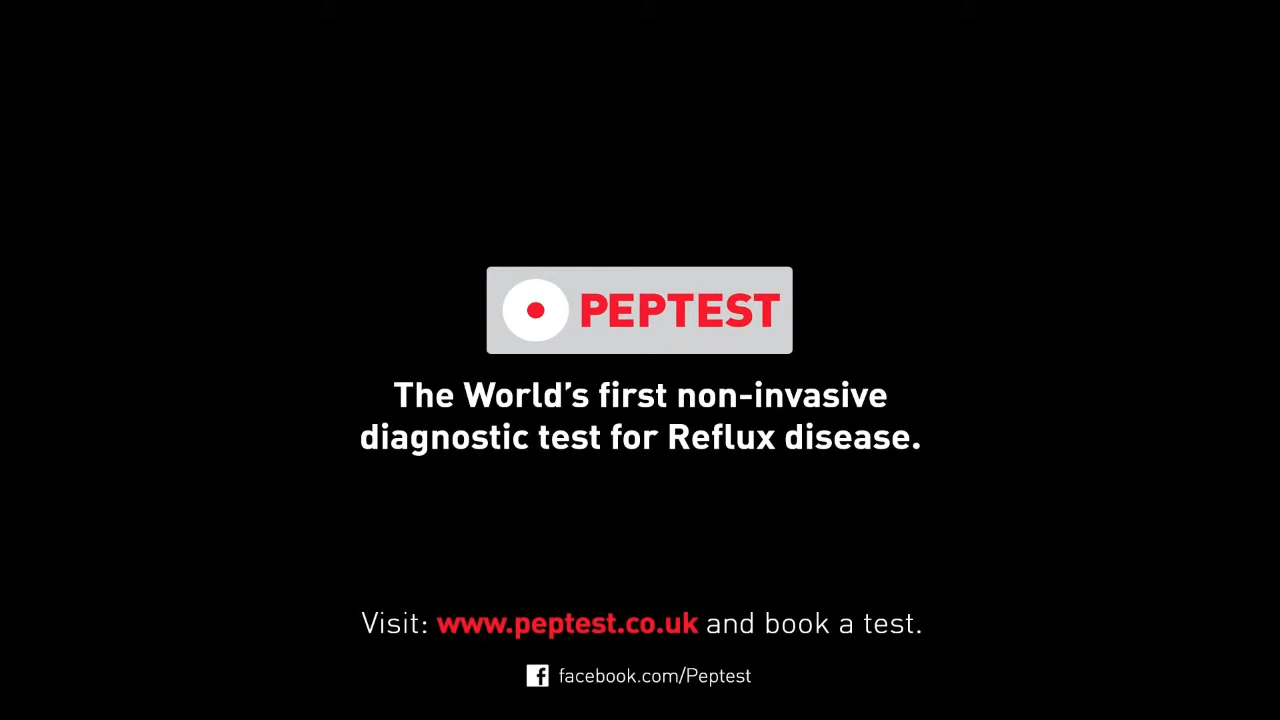 PEPTEST
The World's first non-invasive
diagnostic test for Reflux disease.
Visit: www.peptest.co.uk and book a test.
facebook.com/Peptest